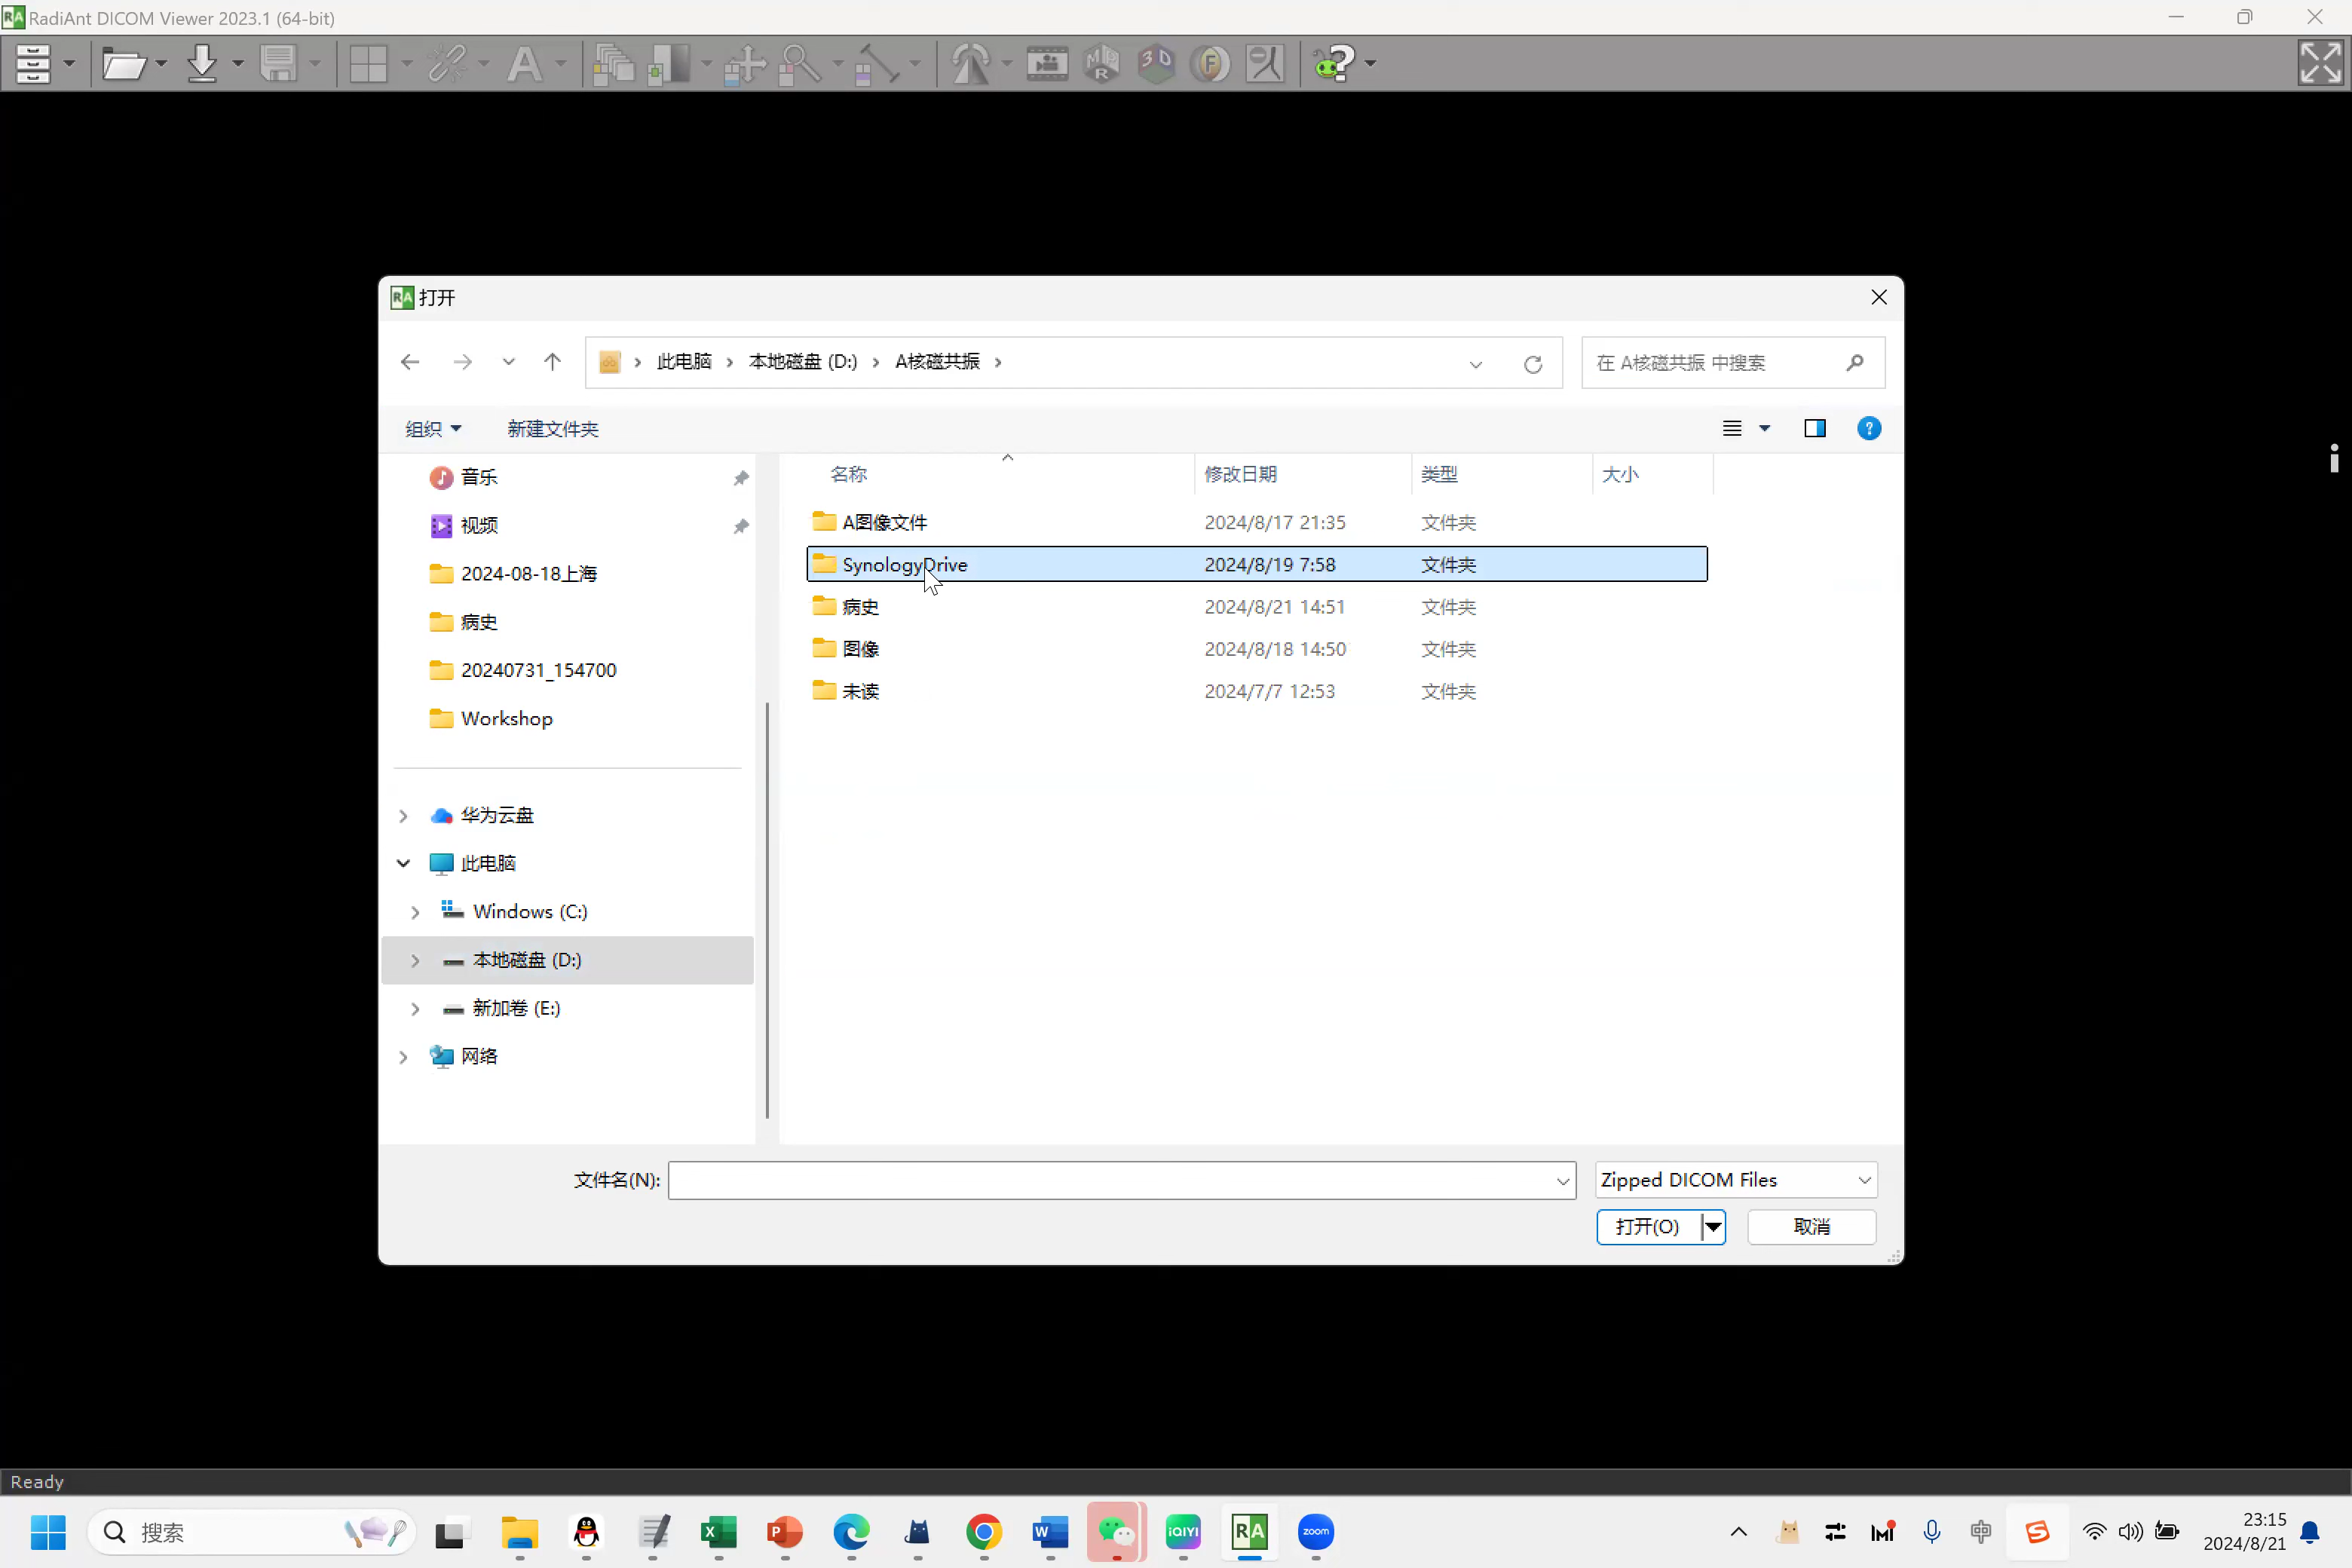 RadiAnt DICOM Viewer 2023.1 (64-bit)
打开
此电脑 本地磁盘 (D:) A核磁共振
在 A核磁共振 中搜索
组织 新建文件夹
音乐
视频
2024-08-18上海
病史
20240731_154700
Workshop
华为云盘
此电脑
Windows (C:)
本地磁盘 (D:)
新加卷 (E:)
网络
名称 修改日期 类型 大小
A图像文件 2024/8/17 21:35 文件夹
SynologyDrive 2024/8/19 7:58 文件夹
病史 2024/8/21 14:51 文件夹
图像 2024/8/18 14:50 文件夹
未读 2024/7/7 12:53 文件夹
文件名(N): Zipped DICOM Files
打开(O) 取消
Ready
搜索
中
23:15
2024/8/21